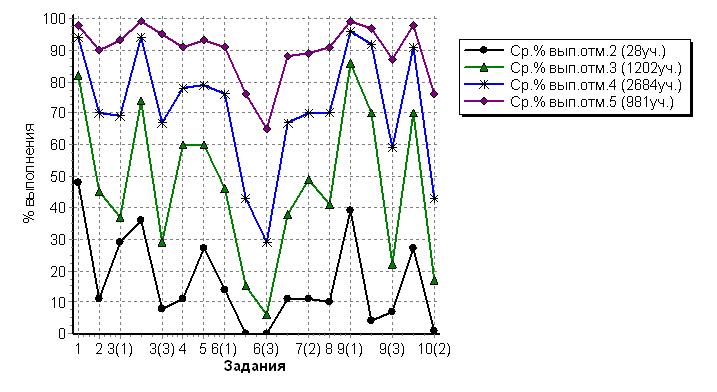 100
90
80
70
60
50
40
30
20
10
0
% выполнения
1 2 3(1) 3(3) 4 5 6(1) 6(3) 7(2) 8 9(1) 9(3) 10(2)
Задания
Ср.% вып.отм.2 (28уч.)
Ср.% вып.отм.3 (1202уч.)
Ср.% вып.отм.4 (2684уч.)
Ср.% вып.отм.5 (981уч.)